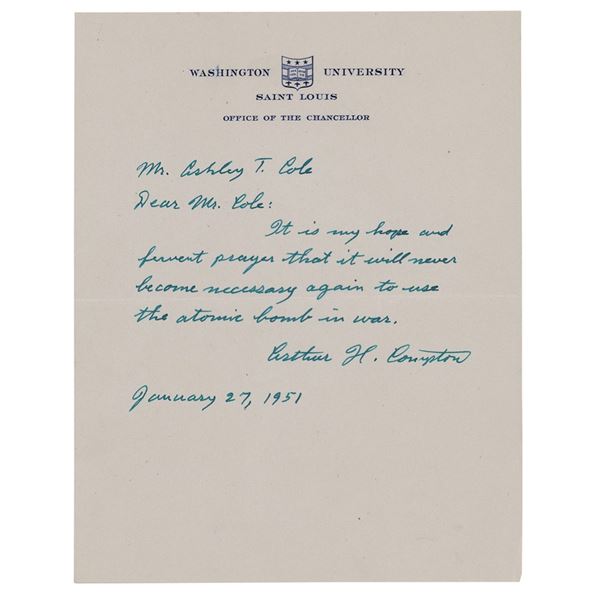 WASHINGTON UNIVERSITY
SAINT LOUIS
OFFICE OF THE CHANCELLOR
Mr. Ashley T. Cole
Dear Mr. Cole:
It is my hope and
fervent prayer that it will never
become necessary again to use
the atomic bomb in war.
Arthur H. Compton
January 27, 1951